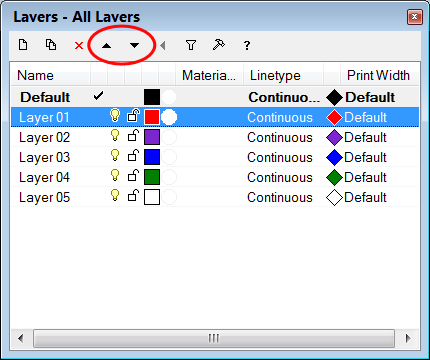 Layers - All Layers
?
Name Materia... Linetype Print Width
Default Continuo... Default
Layer 01 Continuous Default
Layer 02 Continuous Default
Layer 03 Continuous Default
Layer 04 Continuous Default
Layer 05 Continuous Default